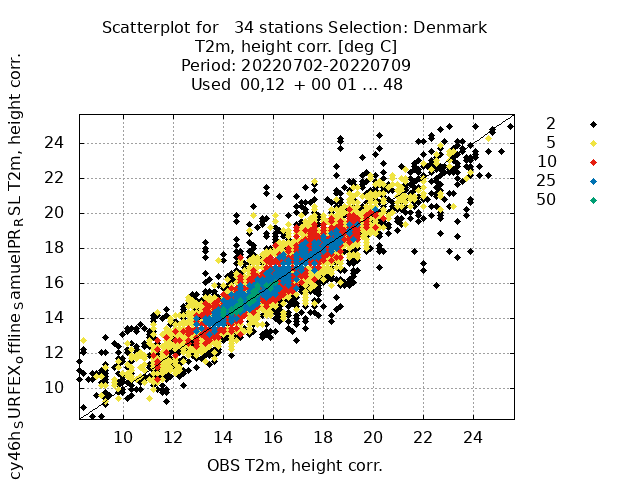 Scatterplot for 34 stations Selection: Denmark
T2m, height corr. [deg C]
Period: 20220702-20220709
Used 00,12 + 00 01 ... 48
cy46h_SURFEX_offline_samuelPR_RSL T2m, height corr.
24
22
20
18
16
14
12
10
10 12 14 16 18 20 22 24
OBS T2m, height corr.
2
5
10
25
50